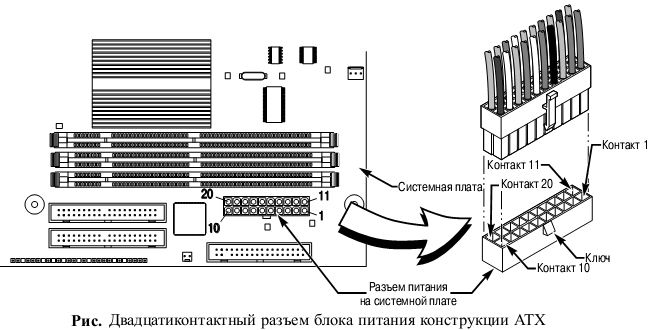 Контакт 1
Контакт 11
Контакт 20
Системная плата
20
11
10
1
Ключ
Контакт 10
Разъем питания
на системной плате
Рис. Двадцатиконтактный разъем блока питания конструкции ATX